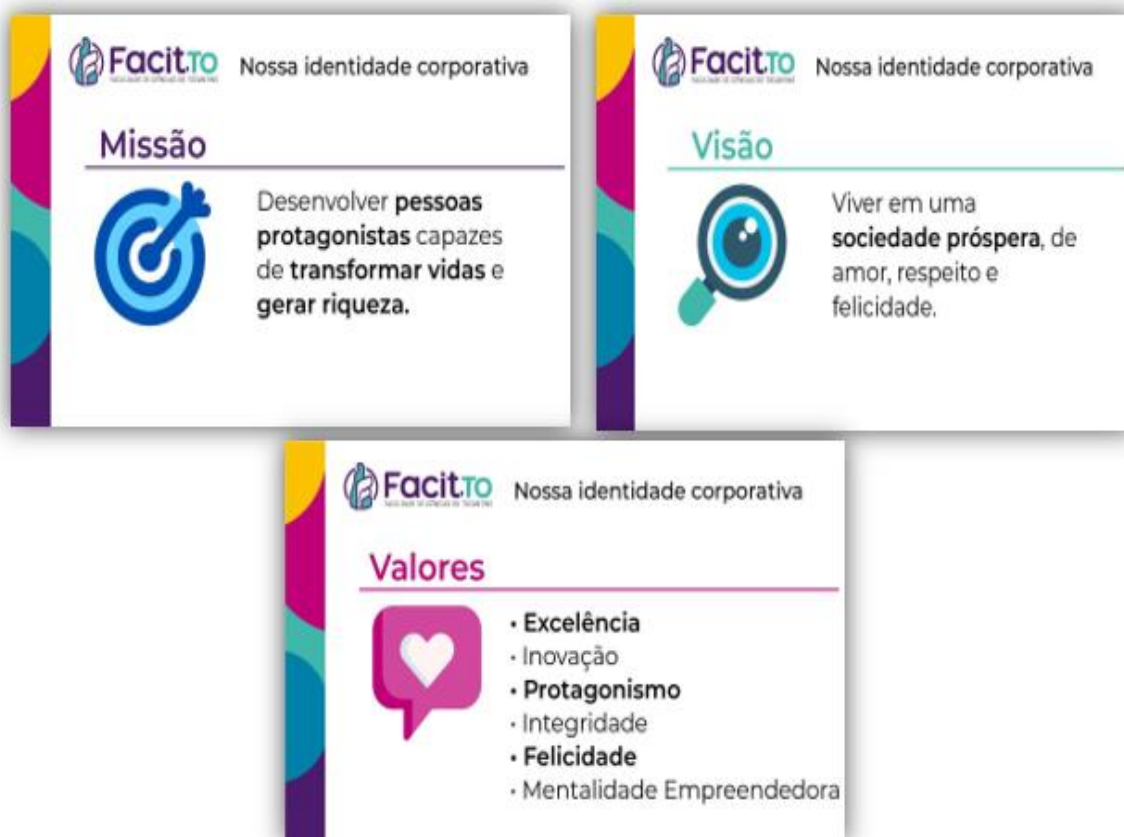 Facit.TO Nossa identidade corporativa
Missão
Desenvolver pessoas
protagonistas capazes
de transformar vidas e
gerar riqueza.
Facit.TO Nossa identidade corporativa
Visão
Viver em uma
sociedade próspera, de
amor, respeito e
felicidade.
Facit.TO Nossa identidade corporativa
Valores
• Excelência
• Inovação
• Protagonismo
• Integridade
• Felicidade
• Mentalidade Empreendedora